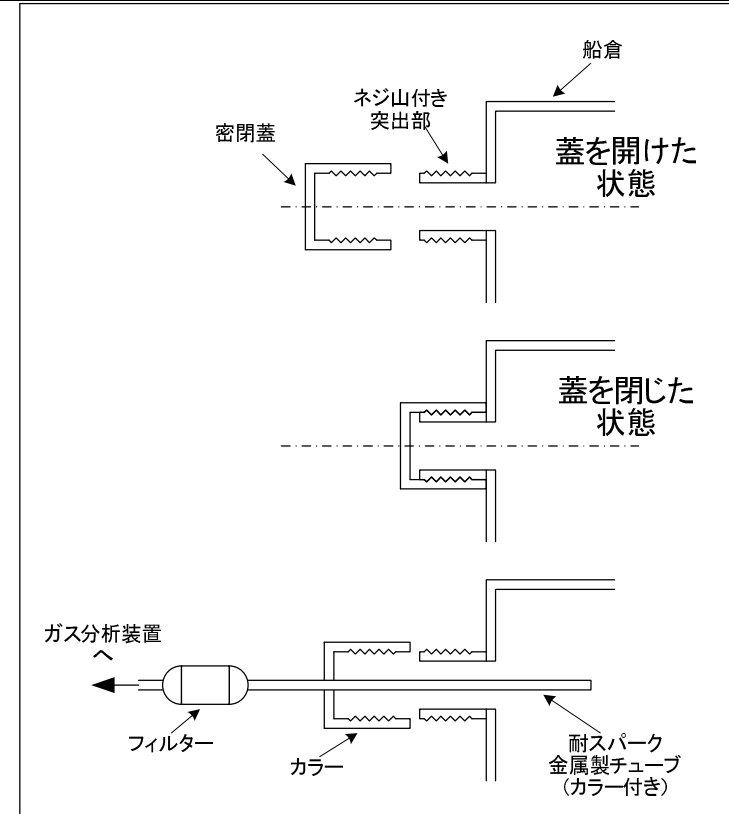 船倉
ネジ山付き
突出部
密閉蓋
蓋を開けた
状態
蓋を閉じた
状態
ガス分析装置
へ
フィルター
カラー
耐スパーク
金属製チューブ
(カラー付き)